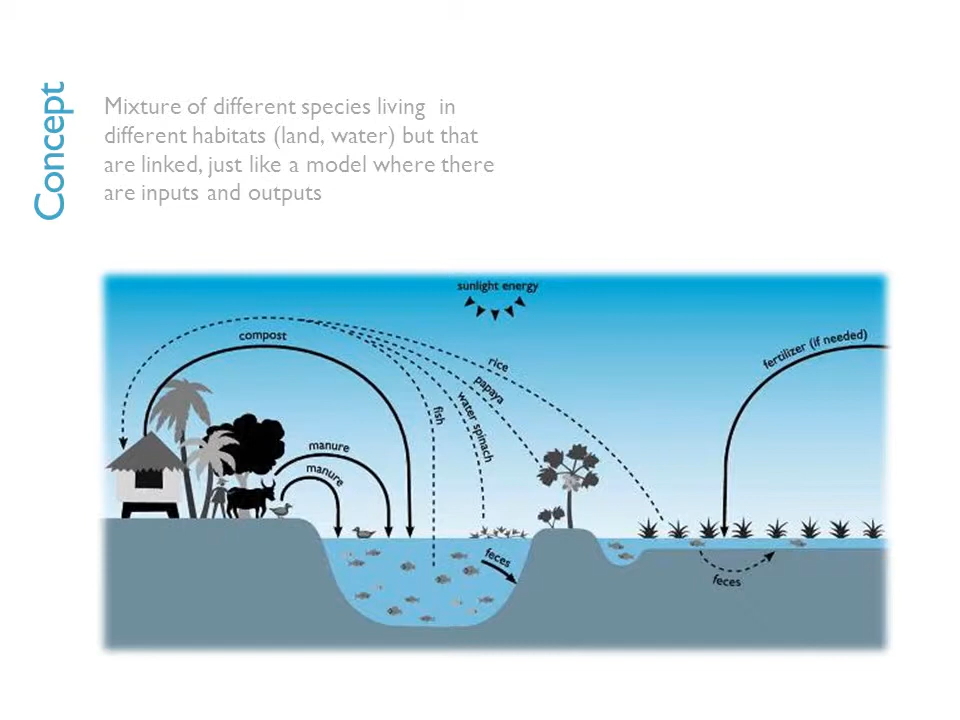 Concept
Mixture of different species living in
different habitats (land, water) but that
are linked, just like a model where there
are inputs and outputs
sunlight energy
compost
rice
papaya
water spinach
fish
fertilizer (if needed)
manure
manure
feces
feces